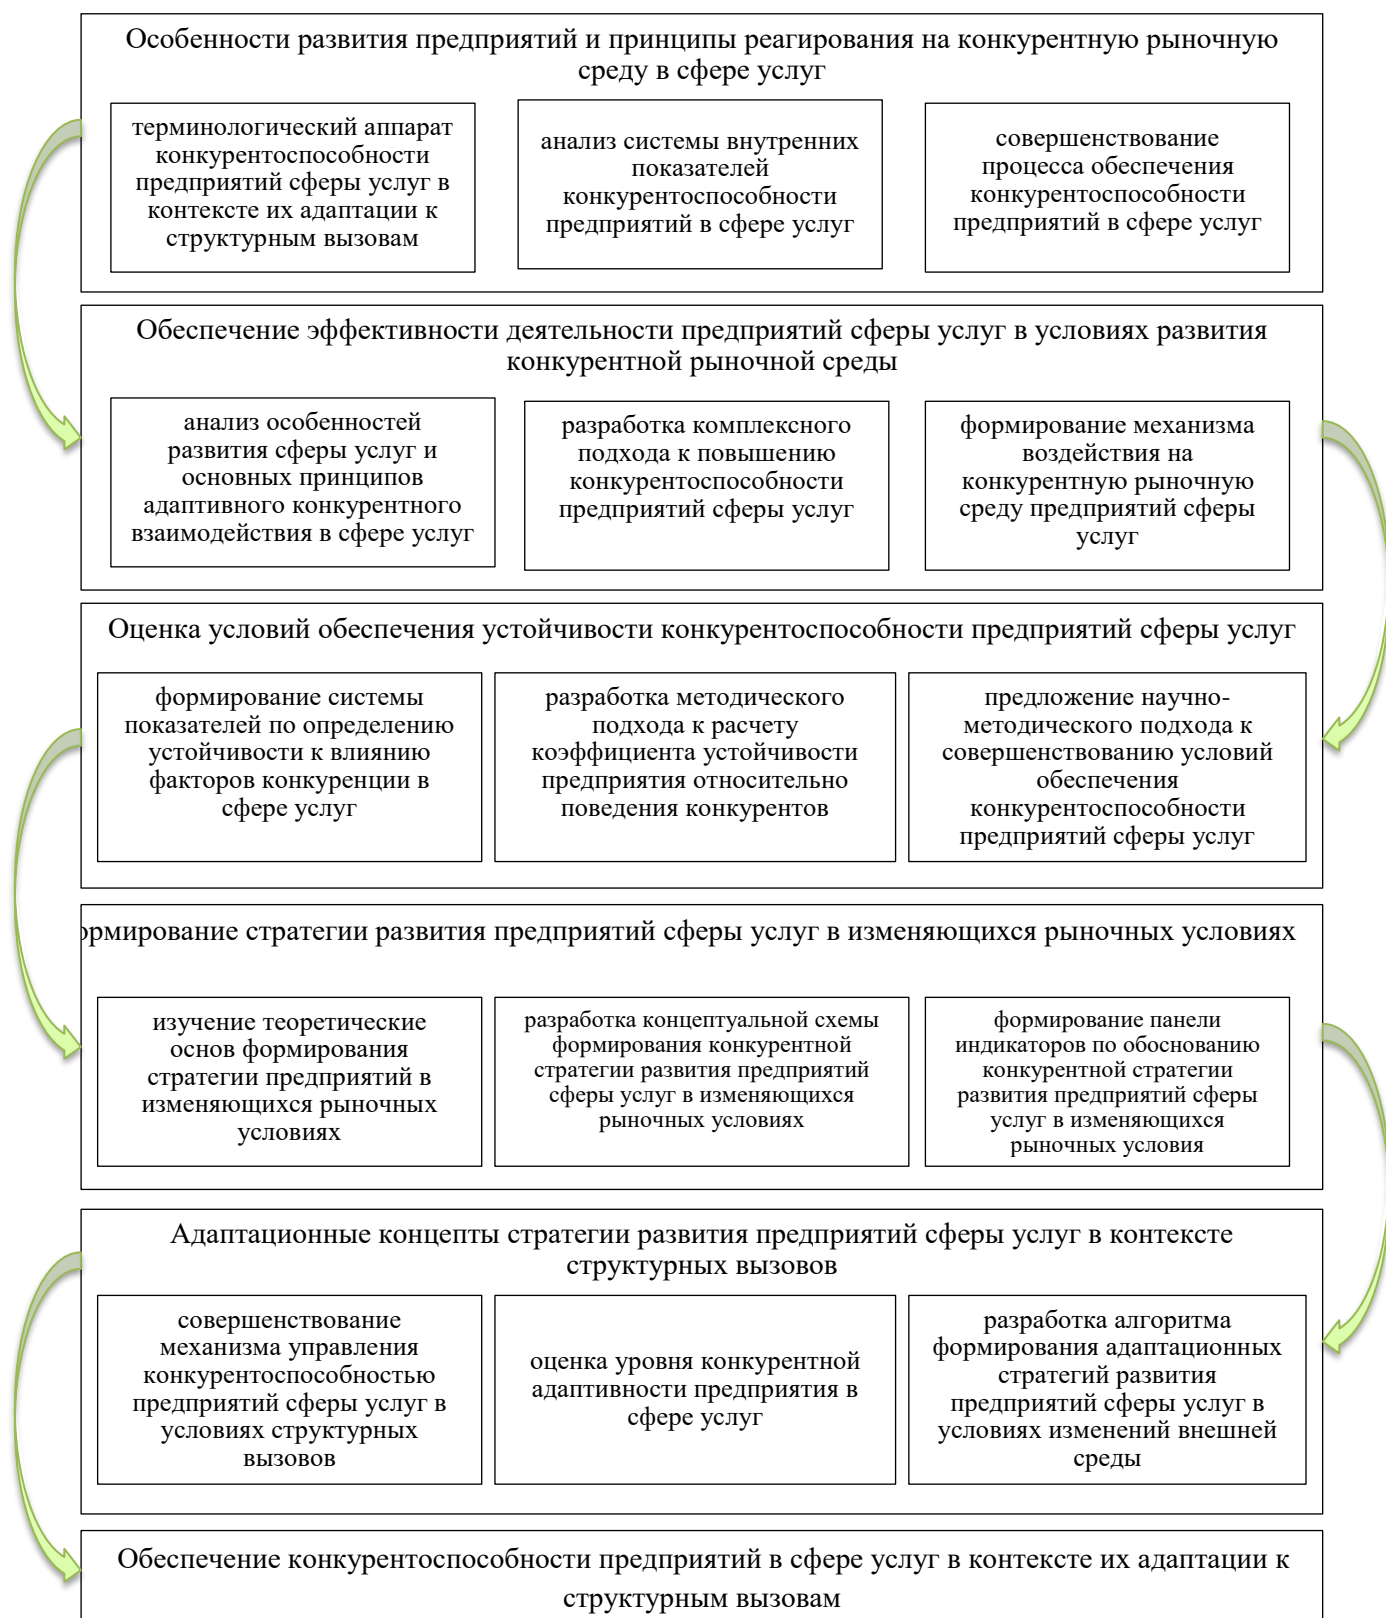 Особенности развития предприятий и принципы реагирования на конкурентную рыночную
среду в сфере услуг
терминологический аппарат
конкурентоспособности
предприятий сферы услуг в
контексте их адаптации к
структурным вызовам
анализ системы внутренних
показателей
конкурентоспособности
предприятий в сфере услуг
совершенствование
процесса обеспечения
конкурентоспособности
предприятий в сфере услуг
Обеспечение эффективности деятельности предприятий сферы услуг в условиях развития
конкурентной рыночной среды
анализ особенностей
развития сферы услуг и
основных принципов
адаптивного конкурентного
взаимодействия в сфере услуг
разработка комплексного
подхода к повышению
конкурентоспособности
предприятий сферы услуг
формирование механизма
воздействия на
конкурентную рыночную
среду предприятий сферы
услуг
Оценка условий обеспечения устойчивости конкурентоспособности предприятий сферы услуг
формирование системы
показателей по определению
устойчивости к влиянию
факторов конкуренции в
сфере услуг
разработка методического
подхода к расчету
коэффициента устойчивости
предприятия относительно
поведения конкурентов
предложение научно-
методического подхода к
совершенствованию условий
обеспечения
конкурентоспособности
предприятий сферы услуг
ормирование стратегии развития предприятий сферы услуг в изменяющихся рыночных условиях
изучение теоретические
основ формирования
стратегии предприятий в
изменяющихся рыночных
условиях
разработка концептуальной схемы
формирования конкурентной
стратегии развития предприятий
сферы услуг в изменяющихся
рыночных условиях
формирование панели
индикаторов по обоснованию
конкурентной стратегии
развития предприятий сферы
услуг в изменяющихся
рыночных условия
Адаптационные концепты стратегии развития предприятий сферы услуг в контексте
структурных вызовов
совершенствование
механизма управления
конкурентоспособностью
предприятий сферы услуг в
условиях структурных
вызовов
оценка уровня конкурентной
адаптивности предприятия в
сфере услуг
разработка алгоритма
формирования адаптационных
стратегий развития
предприятий сферы услуг в
условиях изменений внешней
среды
Обеспечение конкурентоспособности предприятий в сфере услуг в контексте их адаптации к
структурным вызовам